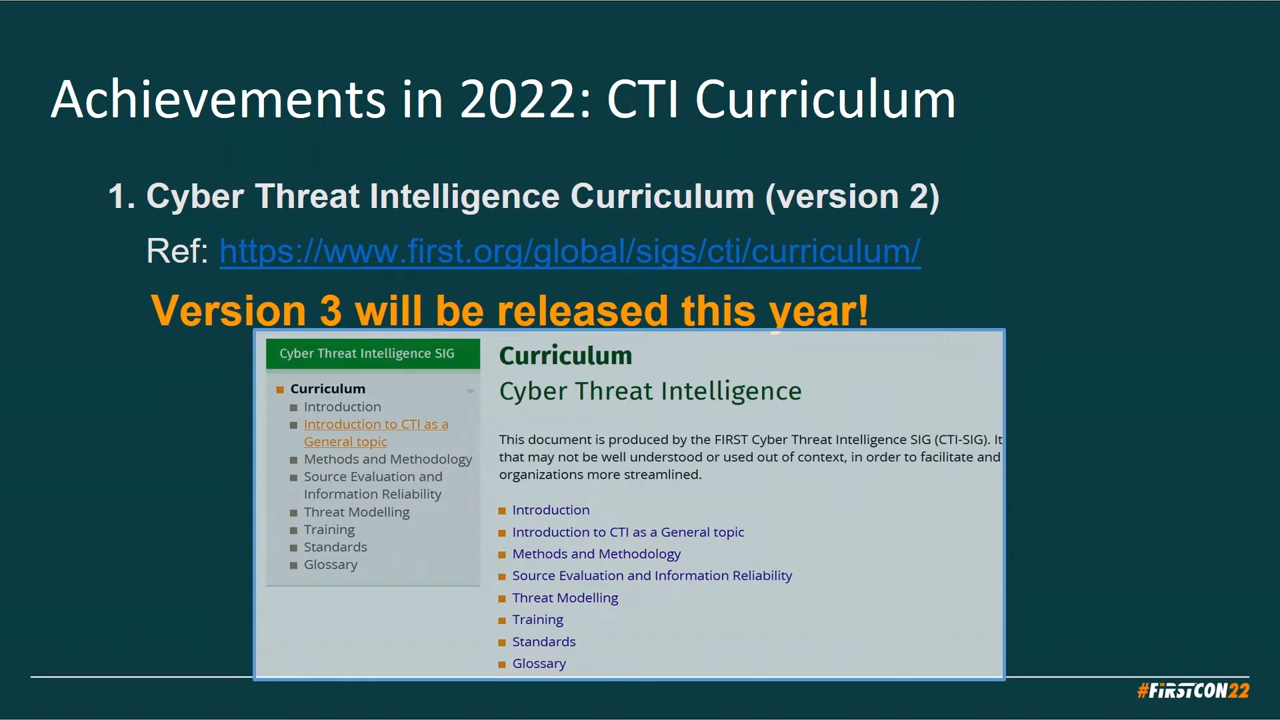 Achievements in 2022: CTI Curriculum
1. Cyber Threat Intelligence Curriculum (version 2)
Ref: https://www.first.org/global/sigs/cti/curriculum/
Version 3 will be released this year!
Cyber Threat Intelligence SIG
Curriculum
Introduction
Introduction to CTI as a
General topic
Methods and Methodology
Source Evaluation and
Information Reliability
Threat Modelling
Training
Standards
Glossary
Curriculum
Cyber Threat Intelligence
This document is produced by the FIRST Cyber Threat Intelligence SIG (CTI-SIG). It
that may not be well understood or used out of context, in order to facilitate and
organizations more streamlined.
Introduction
Introduction to CTI as a General topic
Methods and Methodology
Source Evaluation and Information Reliability
Threat Modelling
Training
Standards
Glossary
#FIRSTCON22